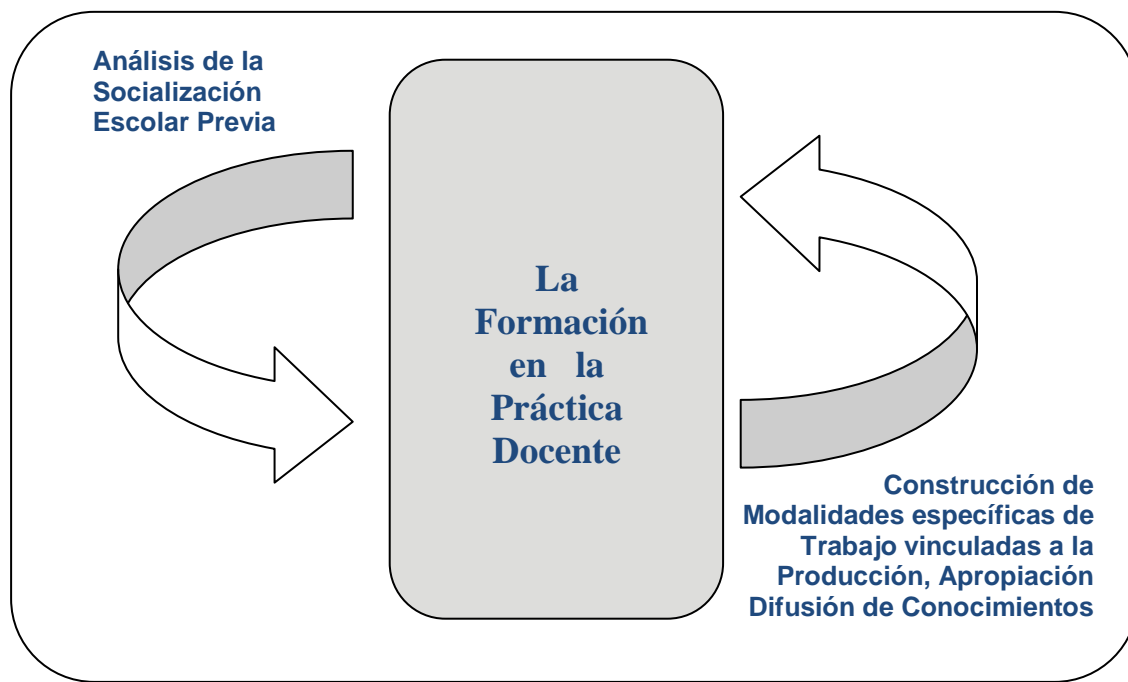 Análisis de la
Socialización
Escolar Previa
La
Formación
en la
Práctica
Docente
Construcción de
Modalidades específicas de
Trabajo vinculadas a la
Producción, Apropiación
Difusión de Conocimientos